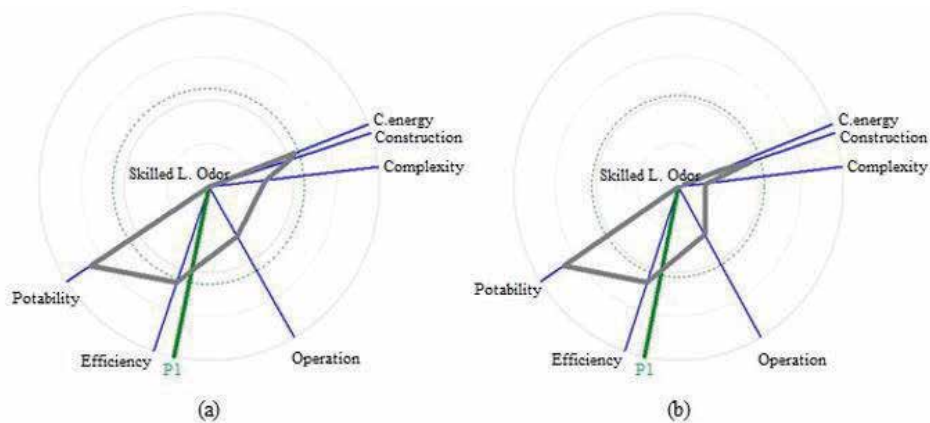 C.energy
Construction
Skilled L. Odor
Complexity
Potability
Efficiency
P1
Operation
(a)
C.energy
Construction
Skilled L. Odor
Complexity
Potability
Efficiency
P1
Operation
(b)